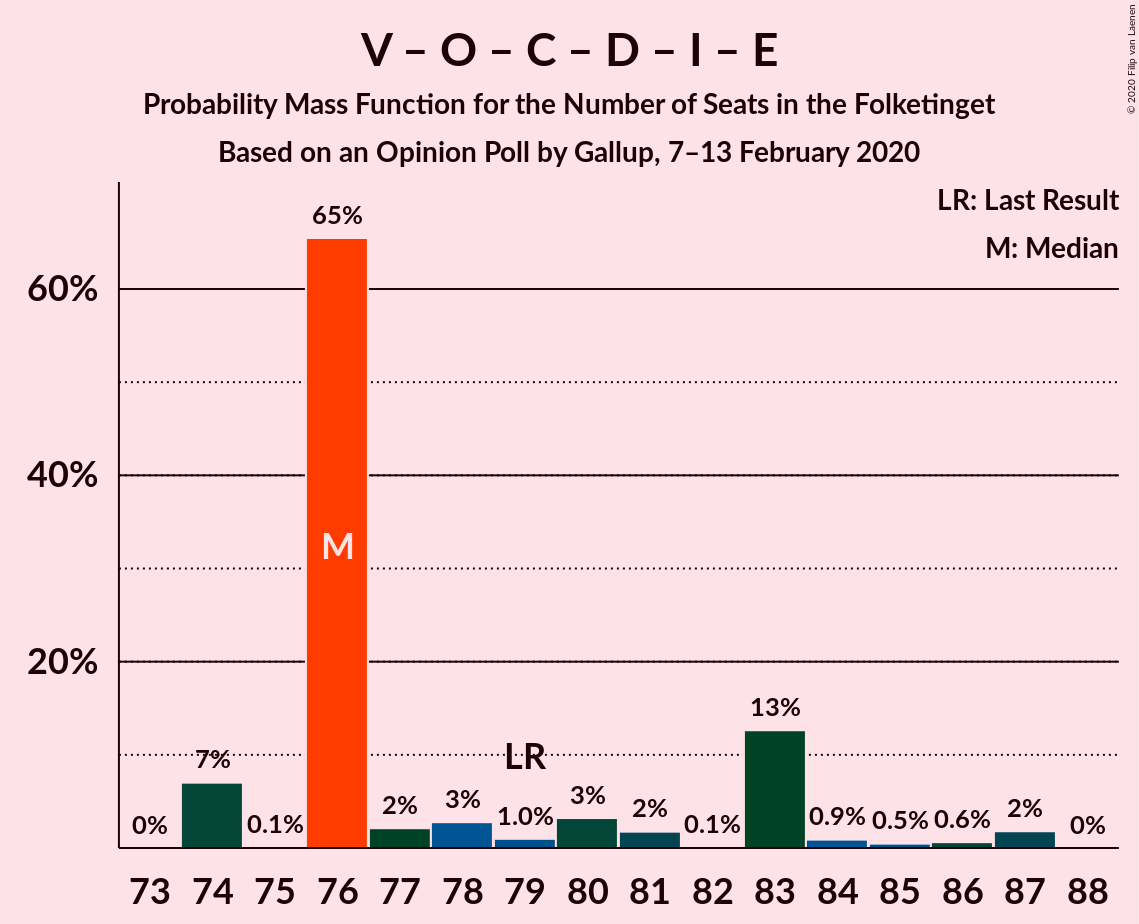 V – O – C – D – I – E
Probability Mass Function for the Number of Seats in the Folketinget
Based on an Opinion Poll by Gallup, 7–13 February 2020
© 2020 Filip van Laenen
LR: Last Result
M: Median
60%
40%
20%
0%
7%
0.1%
65%
M
2%
3%
1.0%
LR
3%
2%
0.1%
13%
0.9%
0.5%
0.6%
2%
0%
73 74 75 76 77 78 79 80 81 82 83 84 85 86 87 88